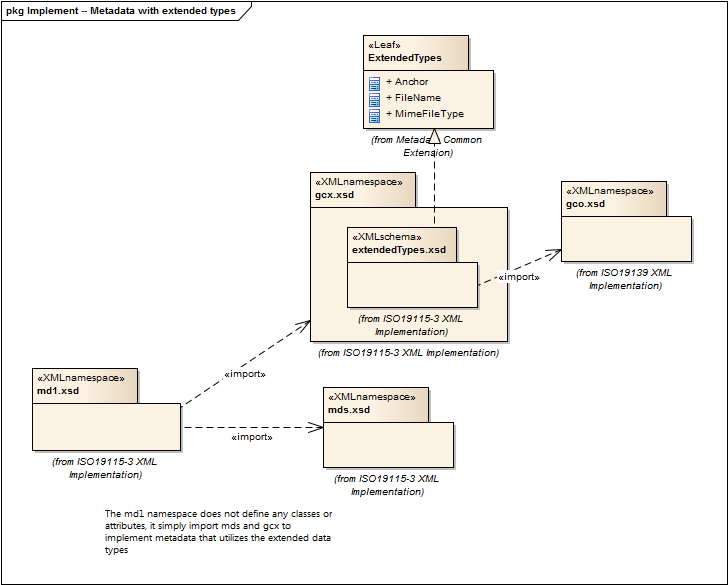 pkg Implement -- Metadata with extended types
«Leaf»
ExtendedTypes
+ Anchor
+ FileName
+ MimeFileType
(from Metadata Common
Extension)
«XMLnamespace»
gcx.xsd
«XMLschema»
extendedTypes.xsd
(from ISO19115-3 XML
Implementation)
(from ISO19115-3 XML Implementation)
«XMLnamespace»
gco.xsd
(from ISO19139 XML
Implementation)
«import»
«XMLnamespace»
md1.xsd
(from ISO19115-3 XML
Implementation)
«import»
«import»
«XMLnamespace»
mds.xsd
(from ISO19115-3 XML
Implementation)
The md1 namespace does not define any classes or
attributes, it simply import mds and gcx to
implement metadata that utilizes the extended data
types